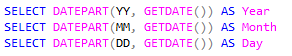 SELECT DATEPART(YY, GETDATE()) AS Year
SELECT DATEPART(MM, GETDATE()) AS Month
SELECT DATEPART(DD, GETDATE()) AS Day